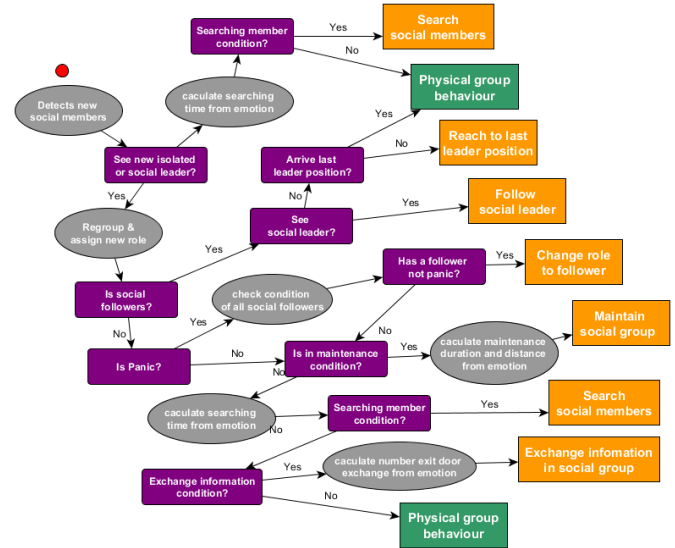 Searching member
condition?
Yes
Search
social members
No
Physical group
behaviour
Detects new
social members
caculate searching
time from emotion
Yes
No
See new isolated
or social leader?
No
Arrive last
leader position?
No
Reach to last
leader position
Yes
Regroup &
assign new role
Yes
See
social leader?
Yes
Follow
social leader
Has a follower
not panic?
Yes
Change role
to follower
Is social
followers?
check condition
of all social followers
No
Yes
No
Maintain
social group
Is Panic?
No
Is in maintenance
condition?
Yes
caculate maintenance
duration and distance
from emotion
No
caculate searching
time from emotion
Searching member
condition?
Yes
Search
social members
No
Exchange information
condition?
Yes
caculate number exit door
exchange from emotion
Exchange infomation
in social group
No
Physical group
behaviour